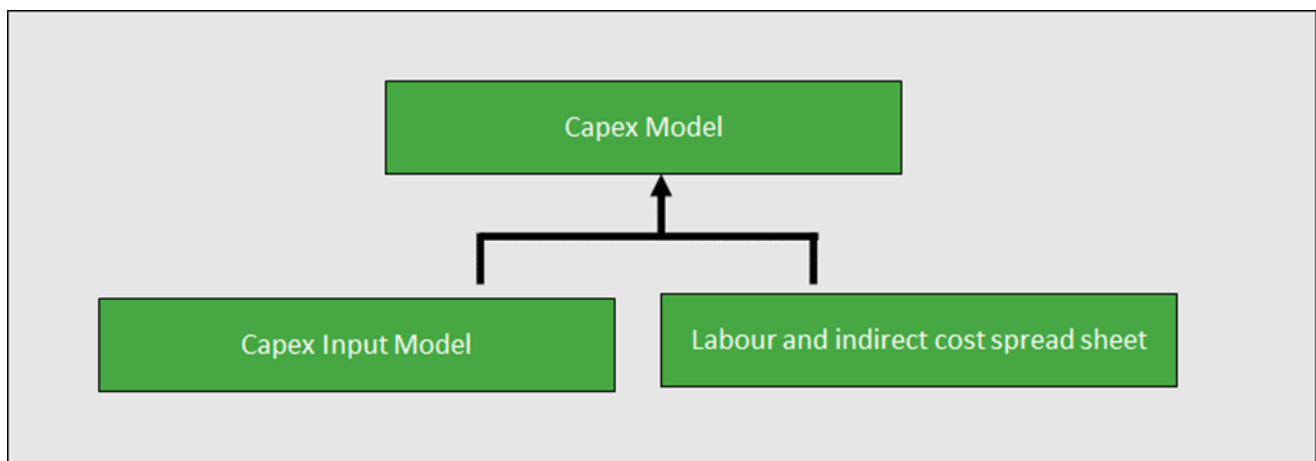 Capex Model
Capex Input Model
Labour and indirect cost spread sheet